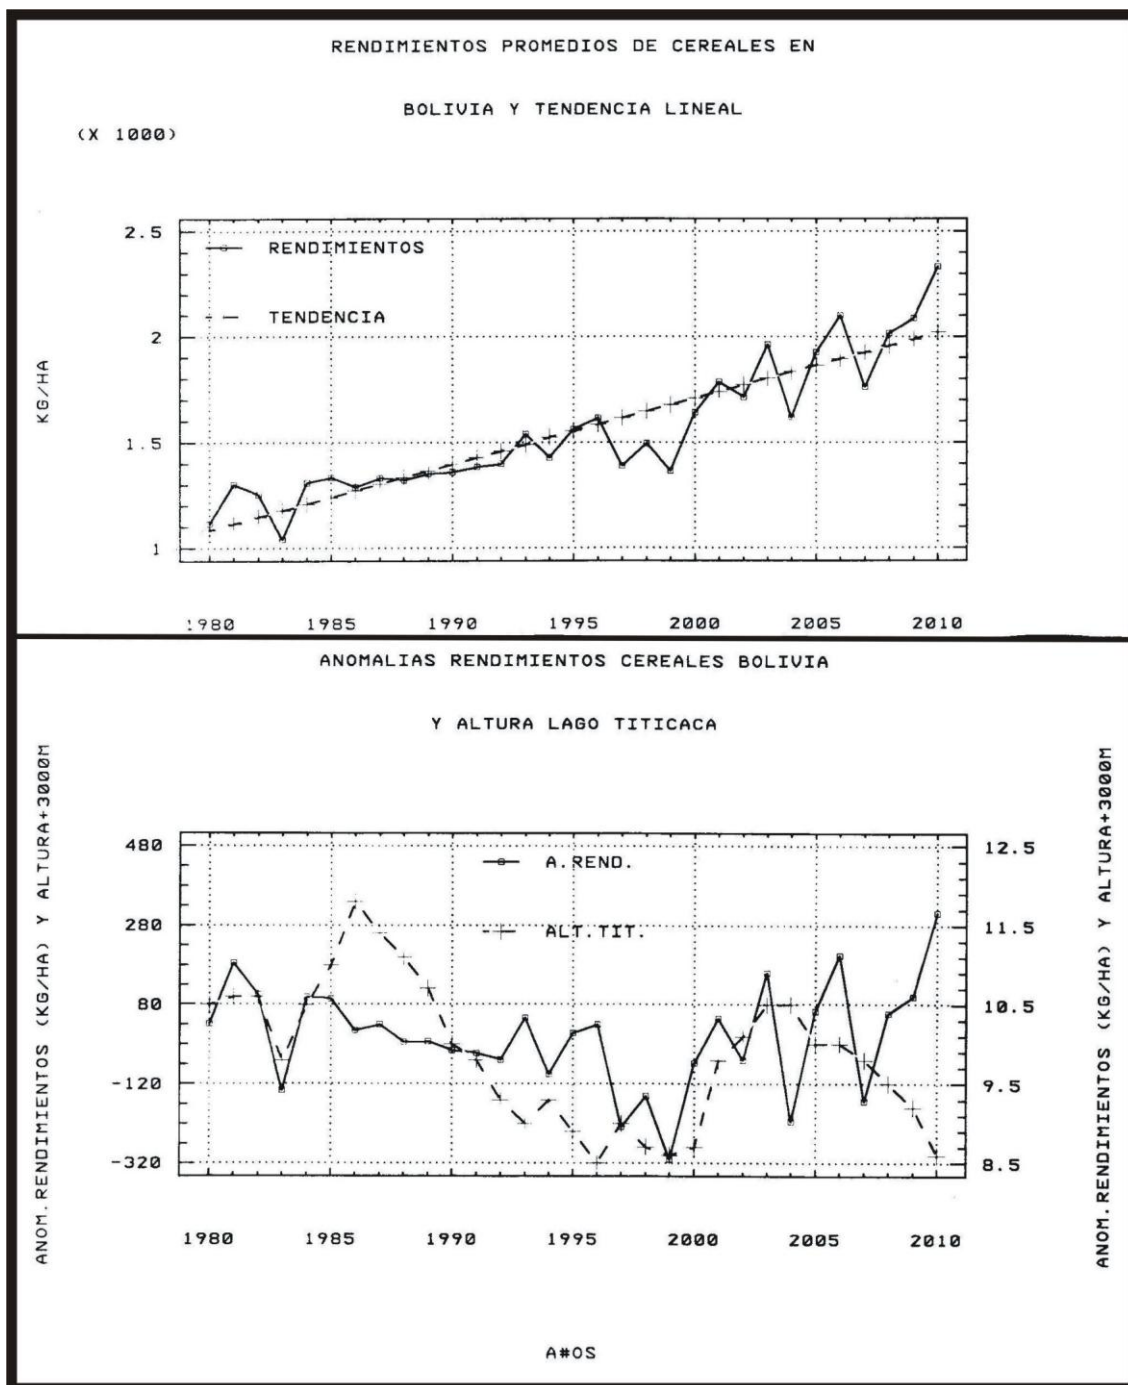 RENDIMIENTOS PROMEDIOS DE CEREALES EN
BOLIVIA Y TENDENCIA LINEAL
(X 1000)
KG/HA
2.5
2
1.5
1
RENDIMIENTOS
TENDENCIA
1980 1985 1990 1995 2000 2005 2010
ANOMALIAS RENDIMIENTOS CEREALES BOLIVIA
Y ALTURA LAGO TITICACA
ANOM.RENDIMIENTOS (KG/HA) Y ALTURA+3000M
480
280
80
-120
-320
A.REND.
ALT.TIT.
12.5
11.5
10.5
9.5
8.5
ANOM.RENDIMIENTOS (KG/HA) Y ALTURA+3000M
1980 1985 1990 1995 2000 2005 2010
A#OS